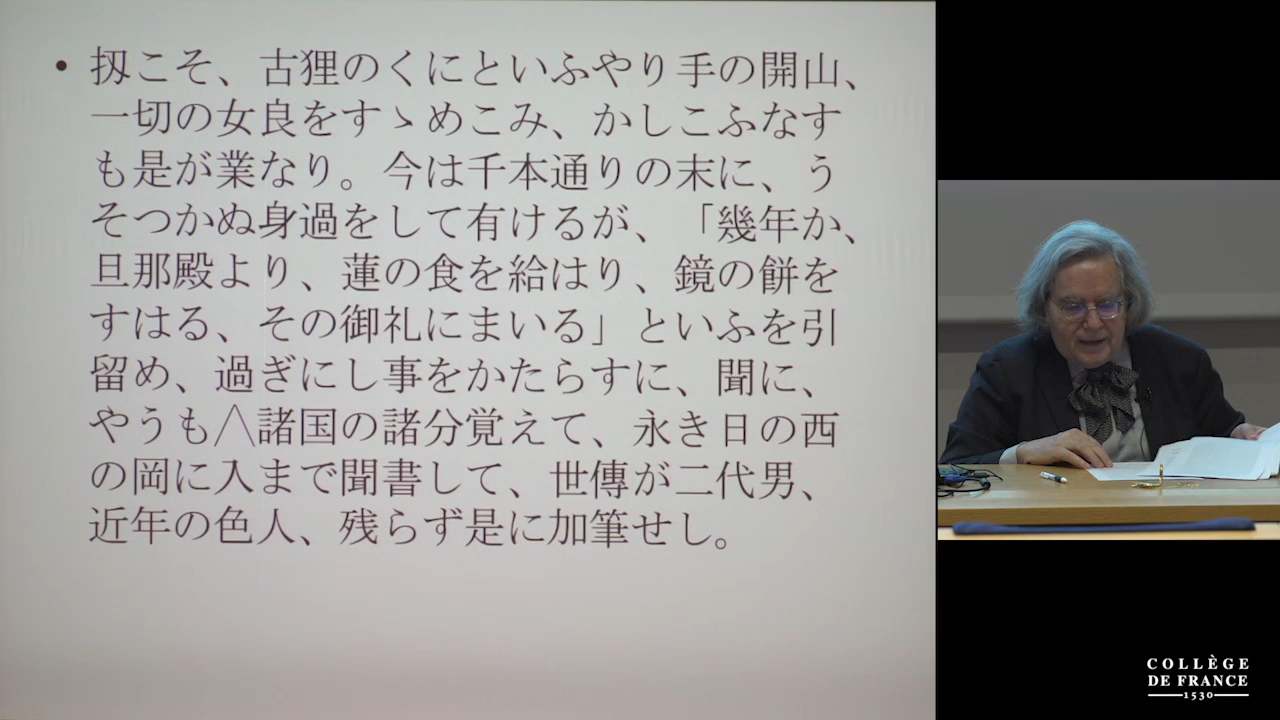 • 扨こそ、古狸のくにといふやり手の開山、
一切の女良をすゝめこみ、かしこふなす
も是が業なり。今は千本通りの末に、う
そつかぬ身過をして有けるが、「幾年か、
旦那殿より、蓮の食を給はり、鏡の餅を
すはる、その御礼にまいる」といふを引
留め、過ぎにし事をかたらすに、聞に、
やうも/\諸国の諸分覚えて、永き日の西
の岡に入まで聞書して、世傳が二代男、
近年の色人、残らず是に加筆せし。
COLLÈGE
DE FRANCE
1530